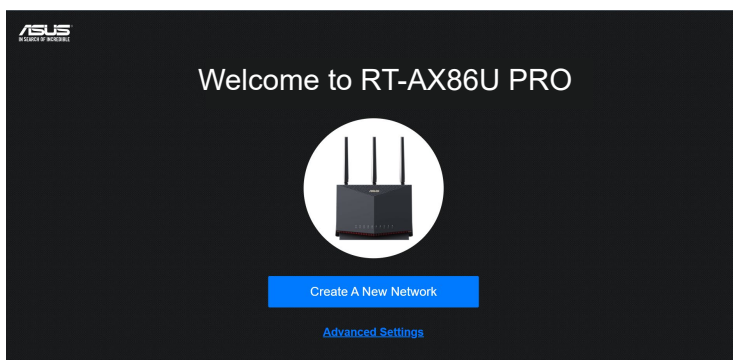 ASUS
IN SEARCH OF INCREDIBLE
Welcome to RT-AX86U PRO
Create A New Network
Advanced Settings